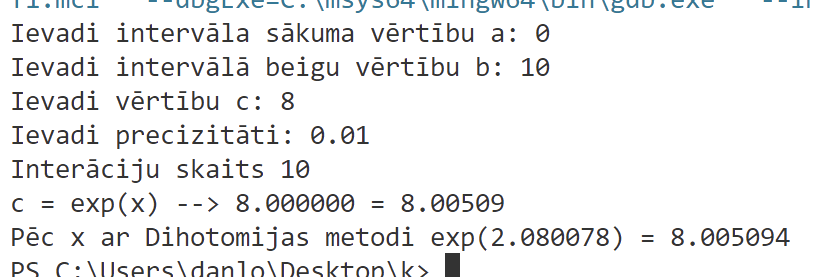 --dbgExe=C:\msys64\mingw64\bin\gdb.exe
Ievadi intervāla sākuma vērtību a: 0
Ievadi intervālā beigu vērtību b: 10
Ievadi vērtību c: 8
Ievadi precizitāti: 0.01
Interāciju skaits 10
c = exp(x) --> 8.000000 = 8.00509
Pēc x ar Dihotomijas metodi exp(2.080078) = 8.005094
PS C:\Users\danlo\Desktop\k>